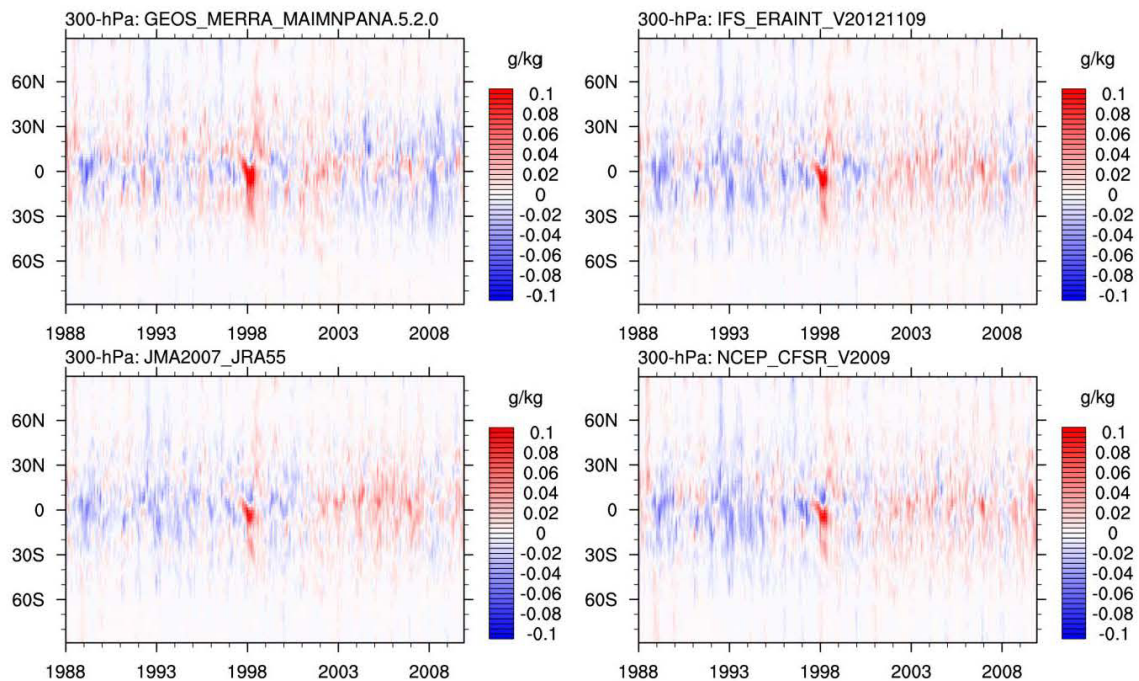 300-hPa: GEOS_MERRA_MAIMNPANA.5.2.0
g/kg
60N
30N
0
30S
60S
0.1
0.08
0.06
0.04
0.02
0
-0.02
-0.04
-0.06
-0.08
-0.1
1988 1993 1998 2003 2008
300-hPa: IFS_ERAINT_V20121109
g/kg
60N
30N
0
30S
60S
0.1
0.08
0.06
0.04
0.02
0
-0.02
-0.04
-0.06
-0.08
-0.1
1988 1993 1998 2003 2008
300-hPa: JMA2007_JRA55
g/kg
60N
30N
0
30S
60S
0.1
0.08
0.06
0.04
0.02
0
-0.02
-0.04
-0.06
-0.08
-0.1
1988 1993 1998 2003 2008
300-hPa: NCEP_CFSR_V2009
g/kg
60N
30N
0
30S
60S
0.1
0.08
0.06
0.04
0.02
0
-0.02
-0.04
-0.06
-0.08
-0.1
1988 1993 1998 2003 2008